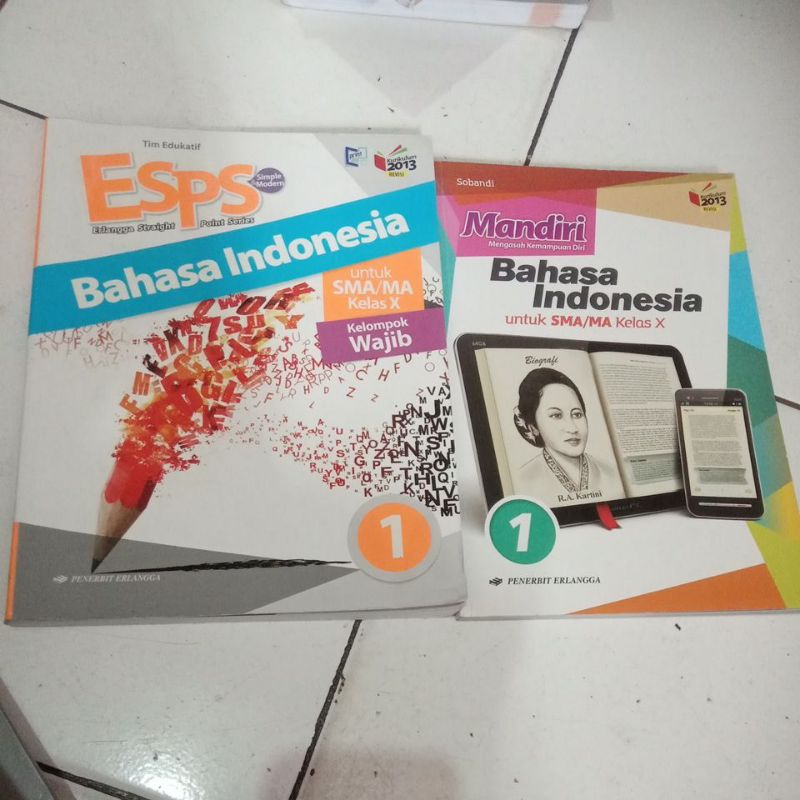 Tim Edukatif
ESPS
Simple
Modern
Erlangga Straight Point Series
Kurikulum
2013
REVISI
Bahasa Indonesia
untuk
SMA/MA
Kelas X
Kelompok
Wajib
1
PENERBIT ERLANGGA
Sobandi
Kurikulum
2013
REVISI
Mandiri
Mengasah Kemampuan Diri
Bahasa
Indonesia
untuk SMA/MA Kelas X
Biografi
R.A. Kartini
1
PENERBIT ERLANGGA